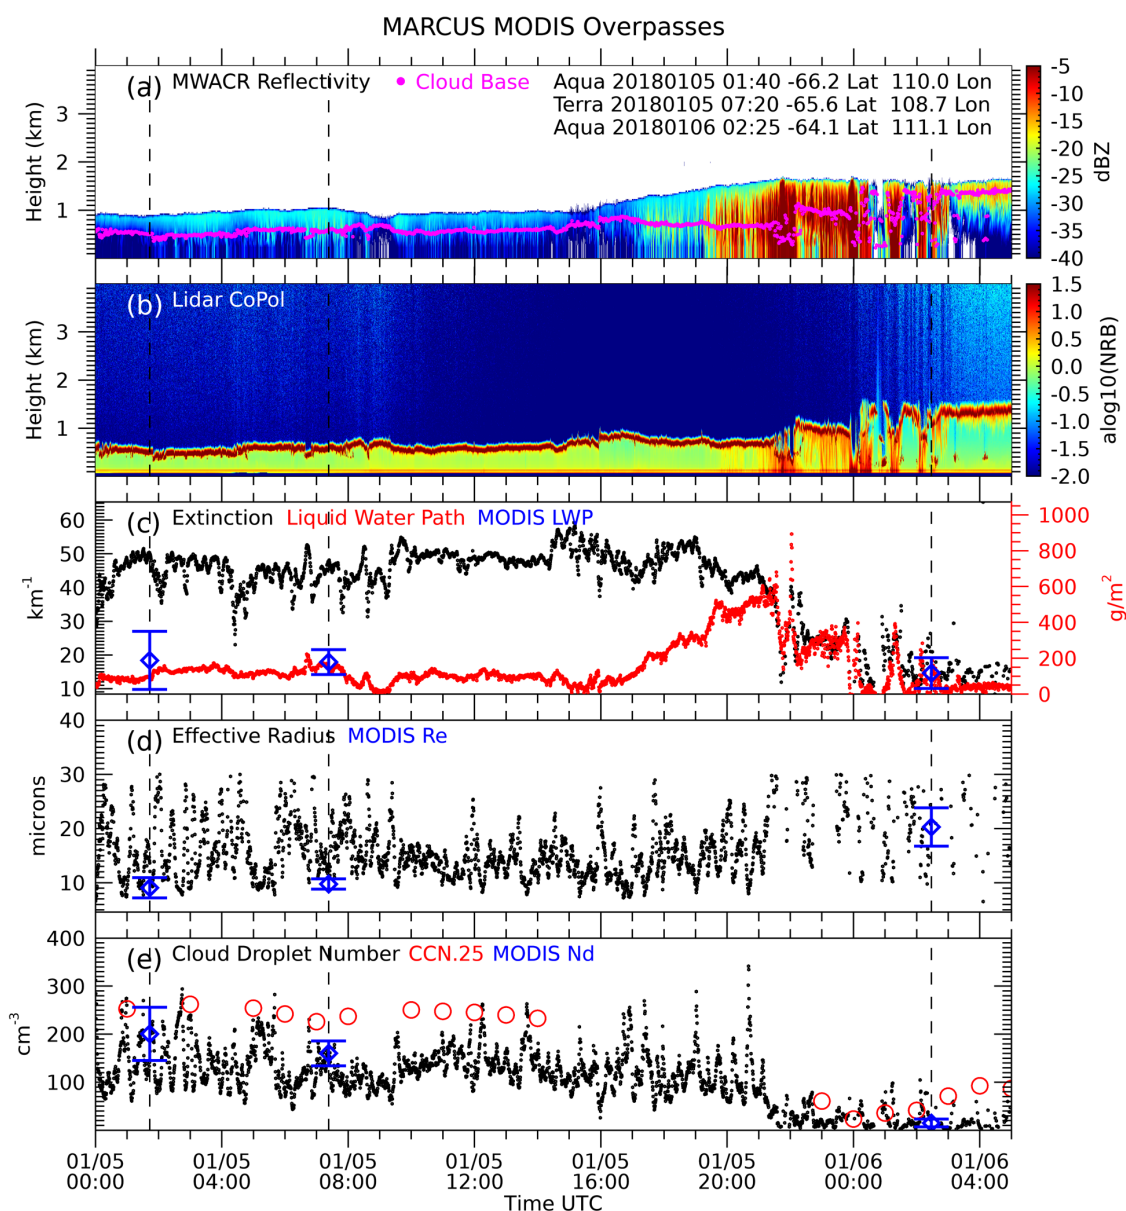 MARCUS MODIS Overpasses
(a) MWACR Reflectivity Cloud Base
Aqua 20180105 01:40 -66.2 Lat 110.0 Lon
Terra 20180105 07:20 -65.6 Lat 108.7 Lon
Aqua 20180106 02:25 -64.1 Lat 111.1 Lon
Height (km)
3
2
1
-5
-10
-15
-20
-25
-30
-35
-40
dBZ
(b) Lidar CoPol
Height (km)
3
2
1
1.5
1.0
0.5
0.0
-0.5
-1.0
-1.5
-2.0
alog10(NRB)
(c) Extinction Liquid Water Path MODIS LWP
km⁻¹
60
50
40
30
20
10
1000
800
600
400
200
0
g/m²
(d) Effective Radius MODIS Re
microns
40
30
20
10
(e) Cloud Droplet Number CCN.25 MODIS Nd
cm⁻³
400
300
200
100
01/05 01/05 01/05 01/05 01/05 01/05 01/06 01/06
00:00 04:00 08:00 12:00 16:00 20:00 00:00 04:00
Time UTC